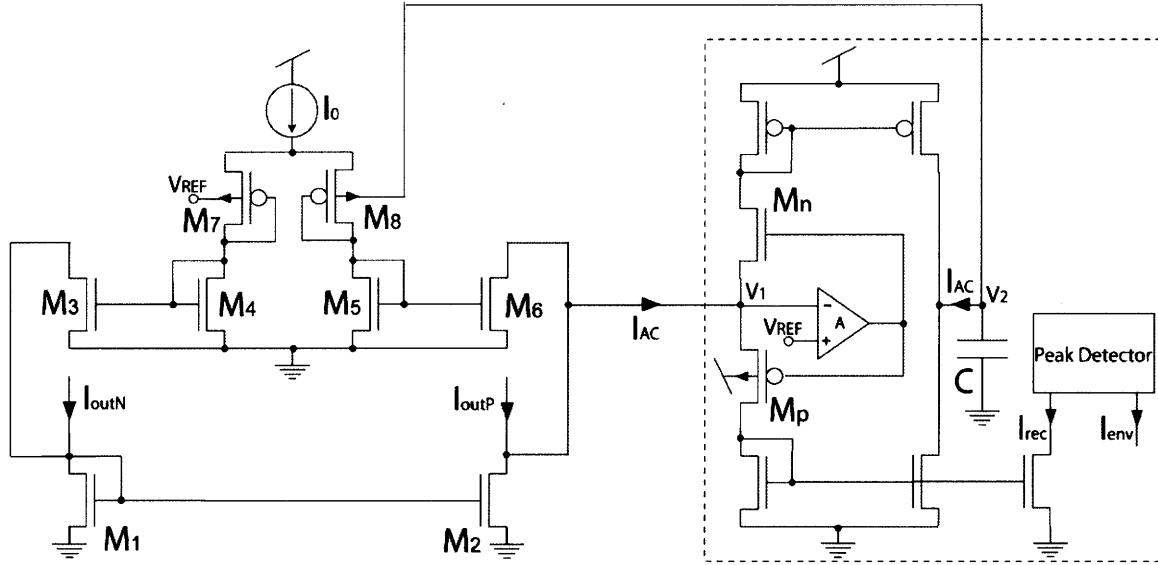 I0
VREF
M7
M8
Mn
M3
M4
M5
M6
IAC
V1
A
VREF
IAC
V2
Peak Detector
C
Mp
IoutN
IoutP
Irec
Ienv
M1
M2